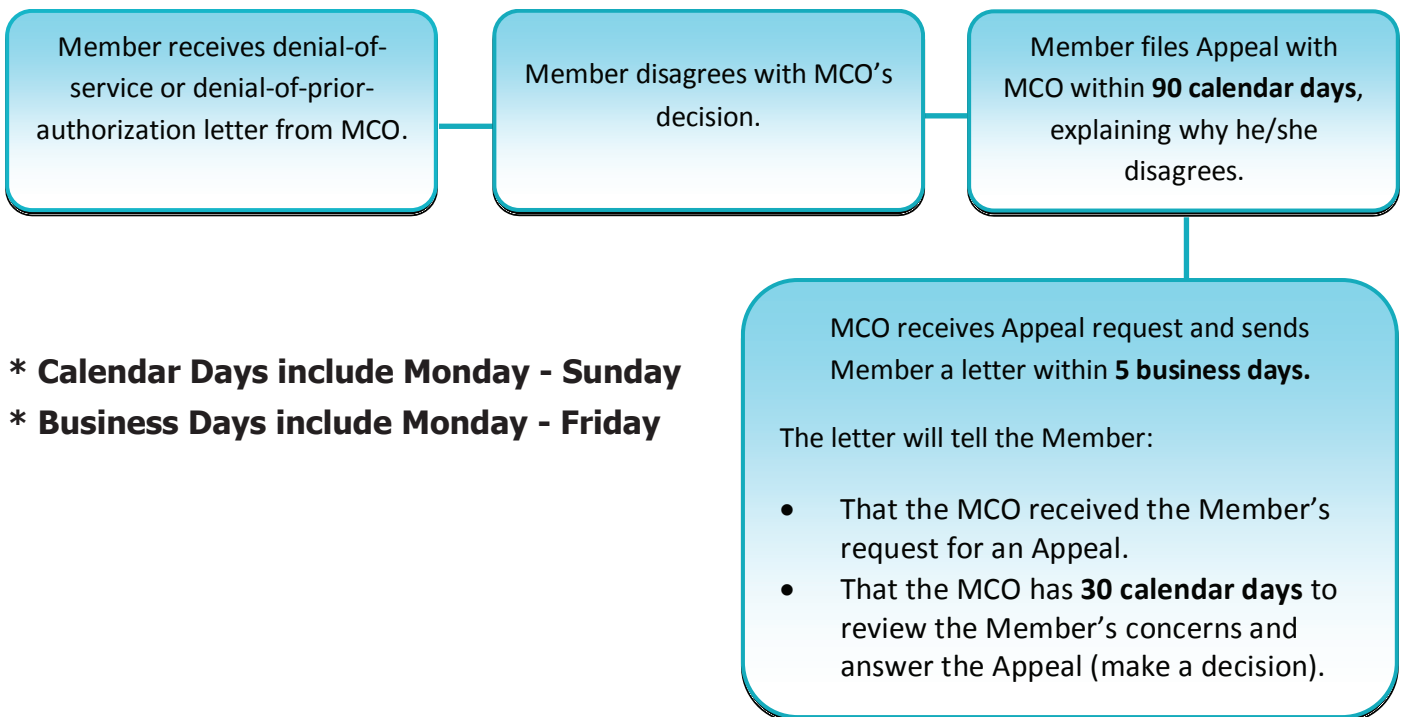 Member receives denial-of-
service or denial-of-prior-
authorization letter from MCO.
Member disagrees with MCO’s
decision.
Member files Appeal with
MCO within 90 calendar days,
explaining why he/she
disagrees.
* Calendar Days include Monday - Sunday
* Business Days include Monday - Friday
MCO receives Appeal request and sends
Member a letter within 5 business days.
The letter will tell the Member:
• That the MCO received the Member’s
request for an Appeal.
• That the MCO has 30 calendar days to
review the Member’s concerns and
answer the Appeal (make a decision).